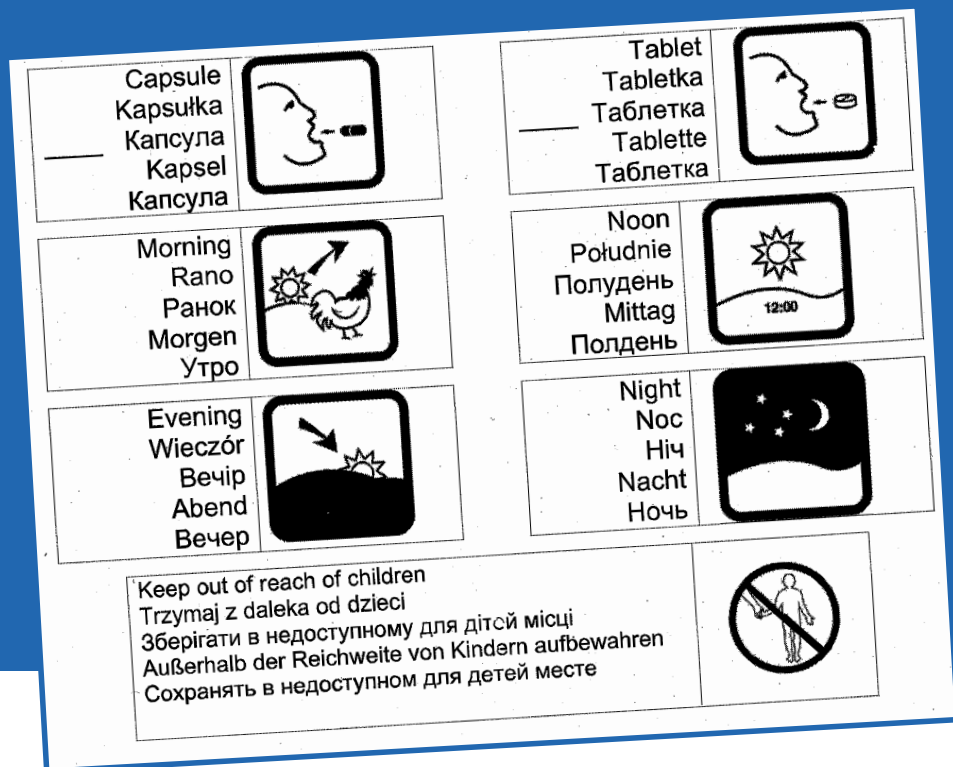 Capsule
Kapsułka
Капсула
Kapsel
Капсула
Tablet
Tabletka
Таблетка
Tablette
Таблетка
Morning
Rano
Ранок
Morgen
Утро
Noon
Południe
Полудень
Mittag
Полдень
12:00
Evening
Wieczór
Вечір
Abend
Вечер
Night
Noc
Ніч
Nacht
Ночь
Keep out of reach of children
Trzymaj z daleka od dzieci
Зберігати в недоступному для дітей місці
Außerhalb der Reichweite von Kindern aufbewahren
Сохранять в недоступном для детей месте